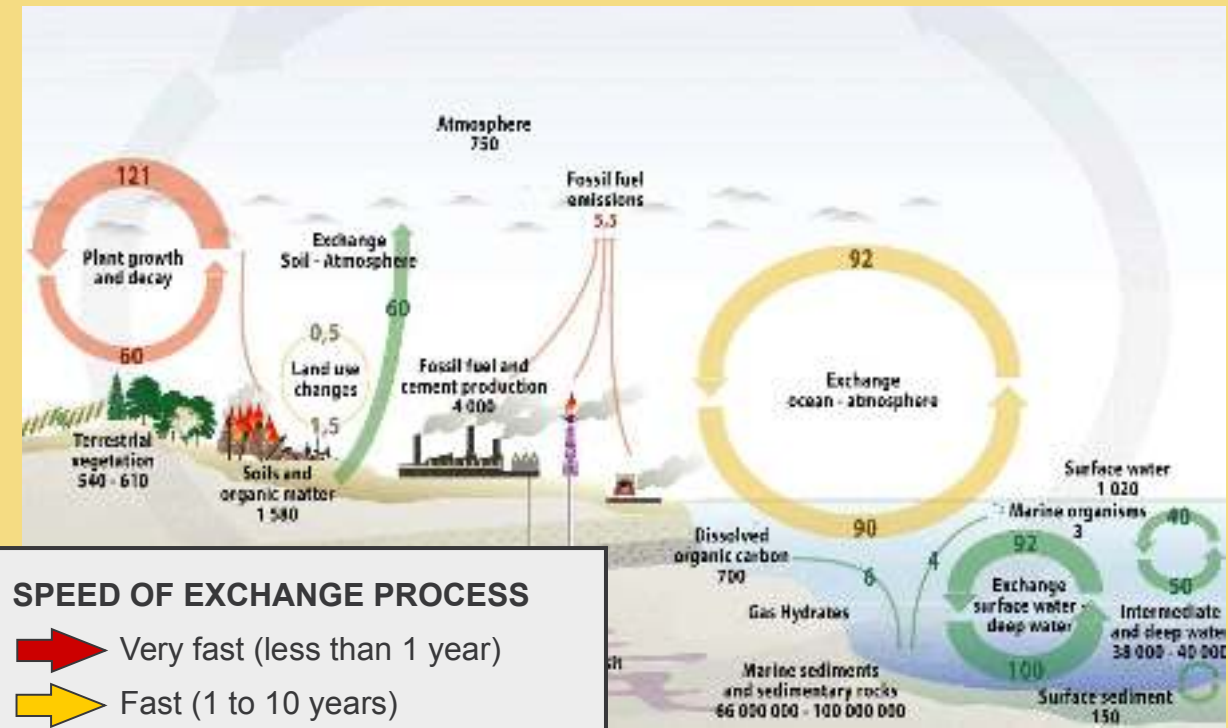 Atmosphere
750
121
Plant growth
and decay
60
Exchange
Soil - Atmosphere
60
0,5
Land use
changes
1,5
Fossil fuel
emissions
5,5
Fossil fuel and
cement production
4 000
Terrestrial
vegetation
540 - 610
Soils and
organic matter
1 580
92
Exchange
ocean - atmosphere
90
Surface water
1 020
Marine organisms
3
Dissolved
organic carbon
700
6
4
92
Exchange
surface water -
deep water
100
40
50
Intermediate
and deep water
38 000 - 40 000
Gas Hydrates
Marine sediments
and sedimentary rocks
66 000 000 - 100 000 000
Surface sediment
150
SPEED OF EXCHANGE PROCESS
Very fast (less than 1 year)
Fast (1 to 10 years)